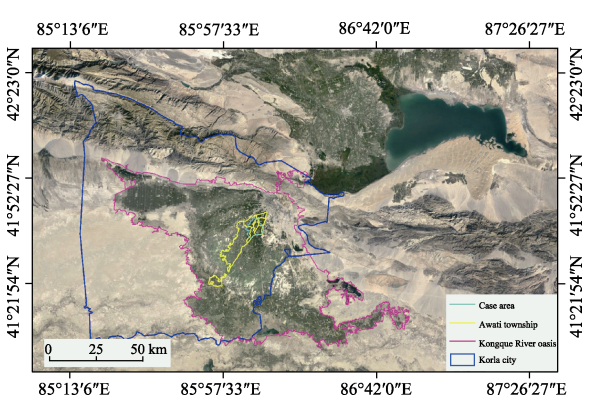 85°13′6″E 85°57′33″E 86°42′0″E 87°26′27″E
42°23′0″N 42°23′0″N
41°52′27″N 41°52′27″N
41°21′54″N 41°21′54″N
Case area
Awati township
Kongque River oasis
Korla city
0 25 50 km
85°13′6″E 85°57′33″E 86°42′0″E 87°26′27″E